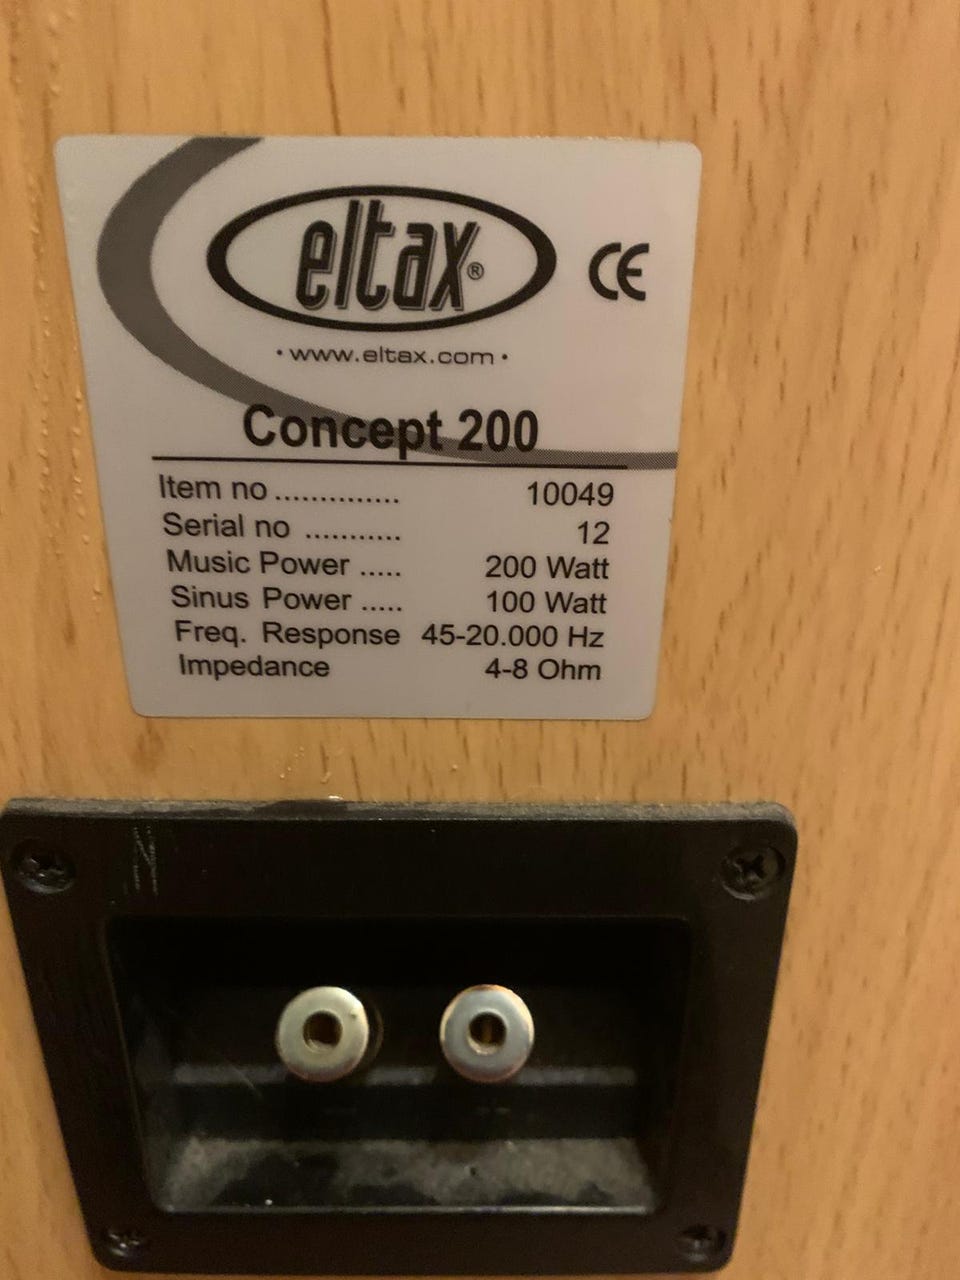 eltax®
CE
• www.eltax.com •
Concept 200
Item no .............. 10049
Serial no ........... 12
Music Power ..... 200 Watt
Sinus Power ..... 100 Watt
Freq. Response 45-20.000 Hz
Impedance 4-8 Ohm